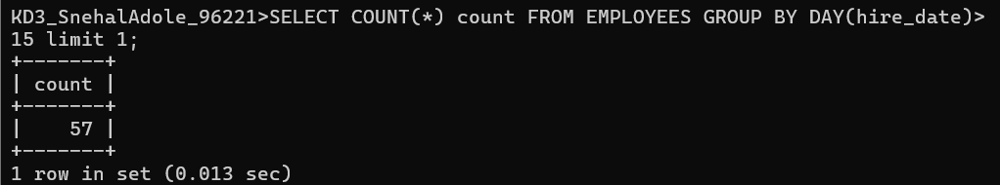 KD3_SnehalAdole_96221>SELECT COUNT(*) count FROM EMPLOYEES GROUP BY DAY(hire_date)>
15 limit 1;
+-------+
| count |
+-------+
|    57 |
+-------+
1 row in set (0.013 sec)